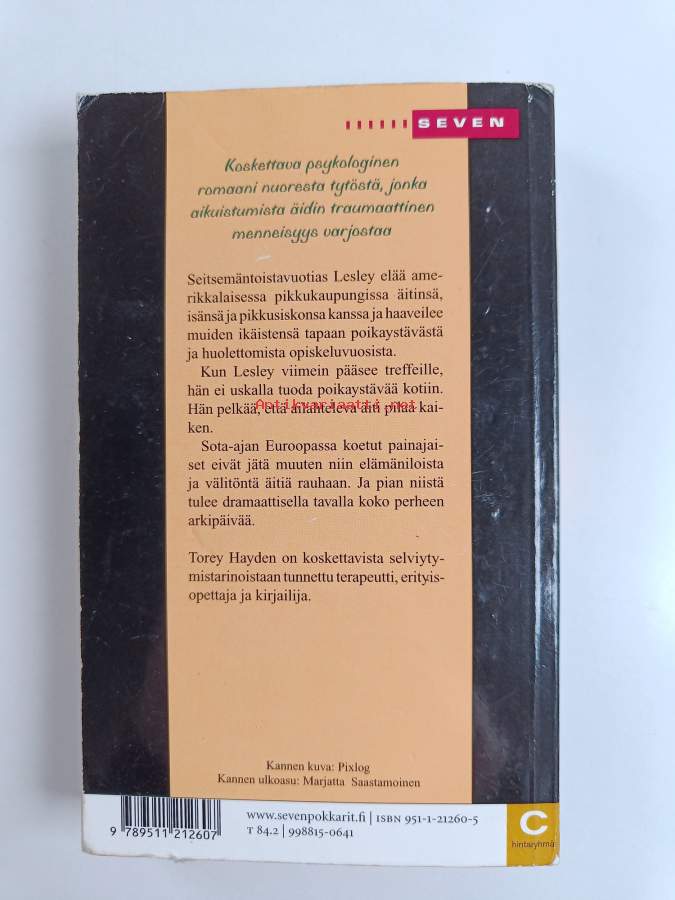 SEVEN
Koskettava psykologinen
romaani nuoresta tytöstä, jonka
aikuistumista äidin traumaattinen
menneisyys varjostaa
Seitsemäntoistavuotias Lesley elää ame-
rikkalaisessa pikkukaupungissa äitinsä,
isänsä ja pikkusiskonsa kanssa ja haaveilee
muiden ikäistensä tapaan poikaystävästä
ja huolettomista opiskeluvuosista.
Kun Lesley viimein pääsee treffeille,
hän ei uskalla tuoda poikaystävää kotiin.
Hän pelkää, että ailahteleva äiti pilaa kai-
Antikvariaatti.net
ken.
Sota-ajan Euroopassa koetut painajai-
set eivät jätä muuten niin elämäniloista
ja välitöntä äitiä rauhaan. Ja pian niistä
tulee dramaattisella tavalla koko perheen
arkipäivää.
Torey Hayden on koskettavista selviyty-
mistarinoistaan tunnettu terapeutti, erityis-
opettaja ja kirjailija.
Kannen kuva: Pixlog
Kannen ulkoasu: Marjatta Saastamoinen
www.sevenpokkarit.fi | ISBN 951-1-21260-5
T 84.2 | 998815-0641
9 789511 212607
C
hintaryhmä